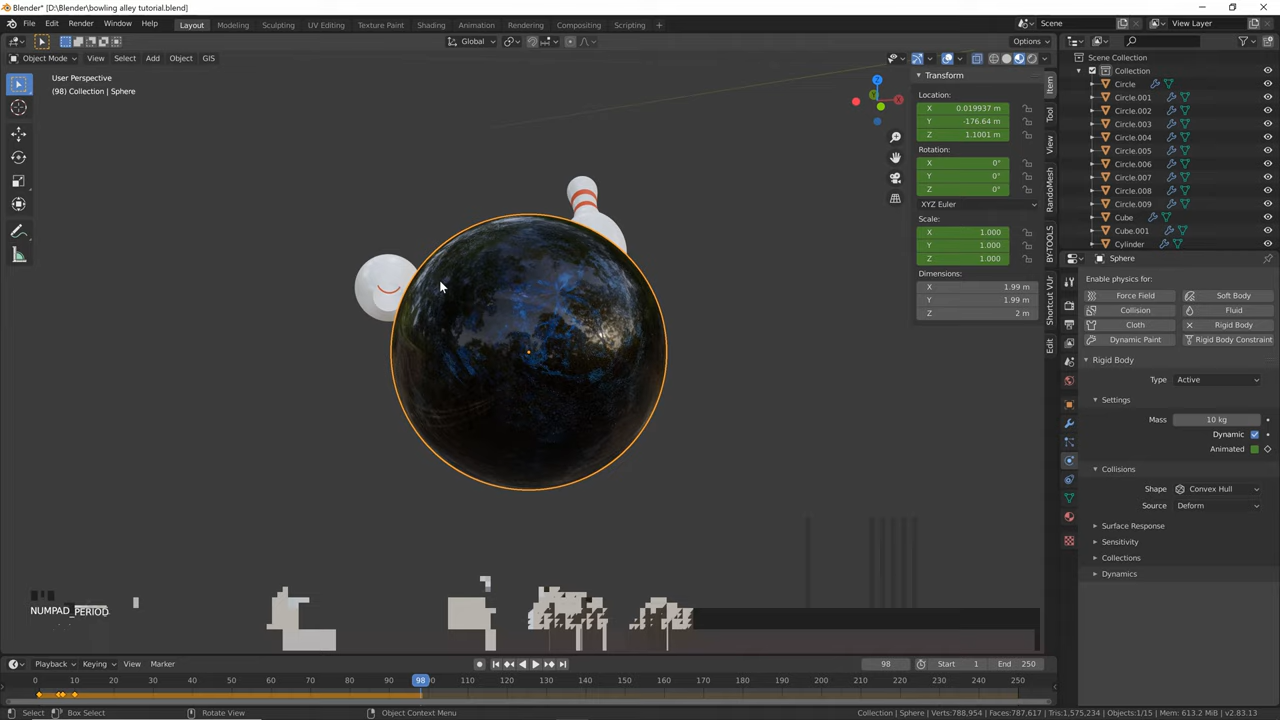 Blender* [D:\Blender\bowling alley tutorial.blend]
File Edit Render Window Help Layout Modeling Sculpting UV Editing Texture Paint Shading Animation Rendering Compositing Scripting Scene View Layer
Global Options
Object Mode View Select Add Object GIS
User Perspective
(98) Collection | Sphere
Transform
Location:
X 0.019937 m
Y -176.64 m
Z 1.1001 m
Rotation:
X 0°
Y 0°
Z 0°
XYZ Euler
Scale:
X 1.000
Y 1.000
Z 1.000
Dimensions:
X 1.99 m
Y 1.99 m
Z 2 m
Item
Tool
View
RandoMesh
BY-TOOLS
Shortcut VUr
Edit
Scene Collection
Collection
Circle
Circle.001
Circle.002
Circle.003
Circle.004
Circle.005
Circle.006
Circle.007
Circle.008
Circle.009
Cube
Cube.001
Cylinder
Sphere
Enable physics for:
Force Field Soft Body
Collision Fluid
Cloth Rigid Body
Dynamic Paint Rigid Body Constraint
Rigid Body
Type Active
Settings
Mass 10 kg
Dynamic
Animated
Collisions
Shape Convex Hull
Source Deform
Surface Response
Sensitivity
Collections
Dynamics
NUMPAD_PERIOD
Playback Keying View Marker 98 Start 1 End 250
0 10 20 30 40 50 60 70 80 90 98 110 120 130 140 150 160 170 180 190 200 210 220 230 240 250
Select Box Select Rotate View Object Context Menu Collection | Sphere | Verts:788,954 | Faces:787,617 | Tris:1,575,234 | Objects:1/15 | Mem: 613.2 MiB | v2.83.13